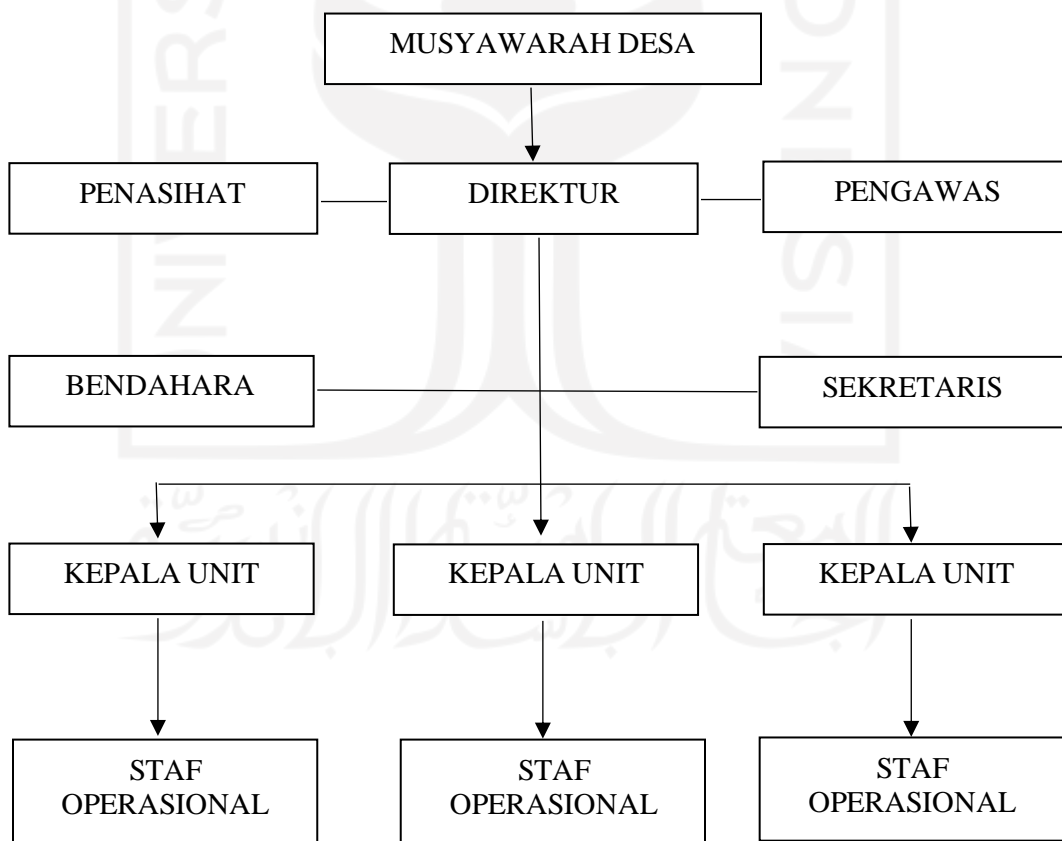 MUSYAWARAH DESA
PENASIHAT
DIREKTUR
PENGAWAS
BENDAHARA
SEKRETARIS
KEPALA UNIT
KEPALA UNIT
KEPALA UNIT
STAF
OPERASIONAL
STAF
OPERASIONAL
STAF
OPERASIONAL